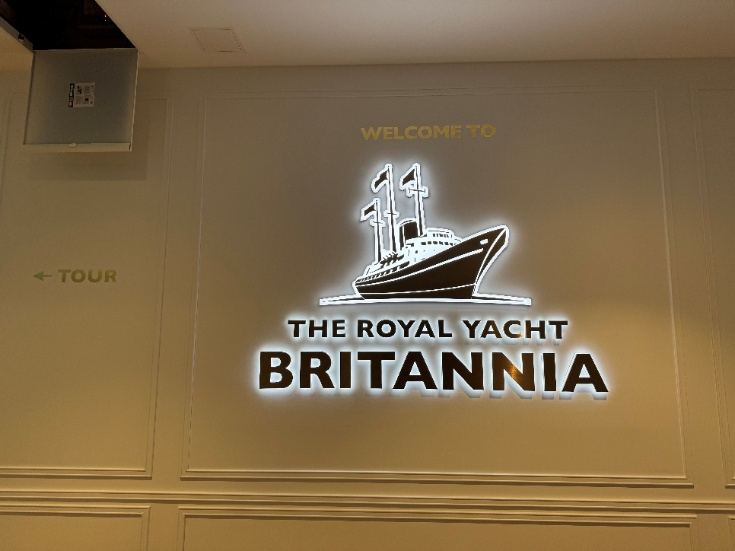 WELCOME TO
← TOUR
THE ROYAL YACHT
BRITANNIA